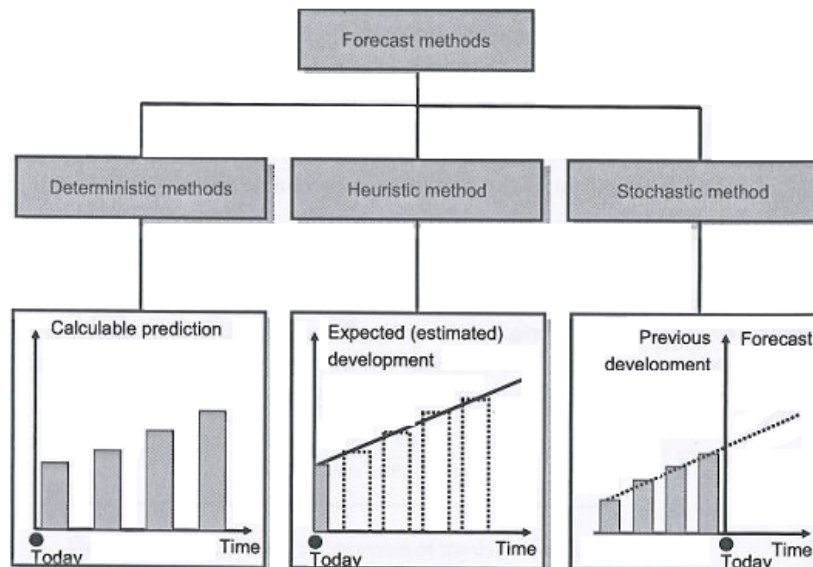 Forecast methods
Deterministic methods
Heuristic method
Stochastic method
Calculable prediction
Time
Today
Expected (estimated)
development
Time
Today
Previous
development
Forecast
Time
Today